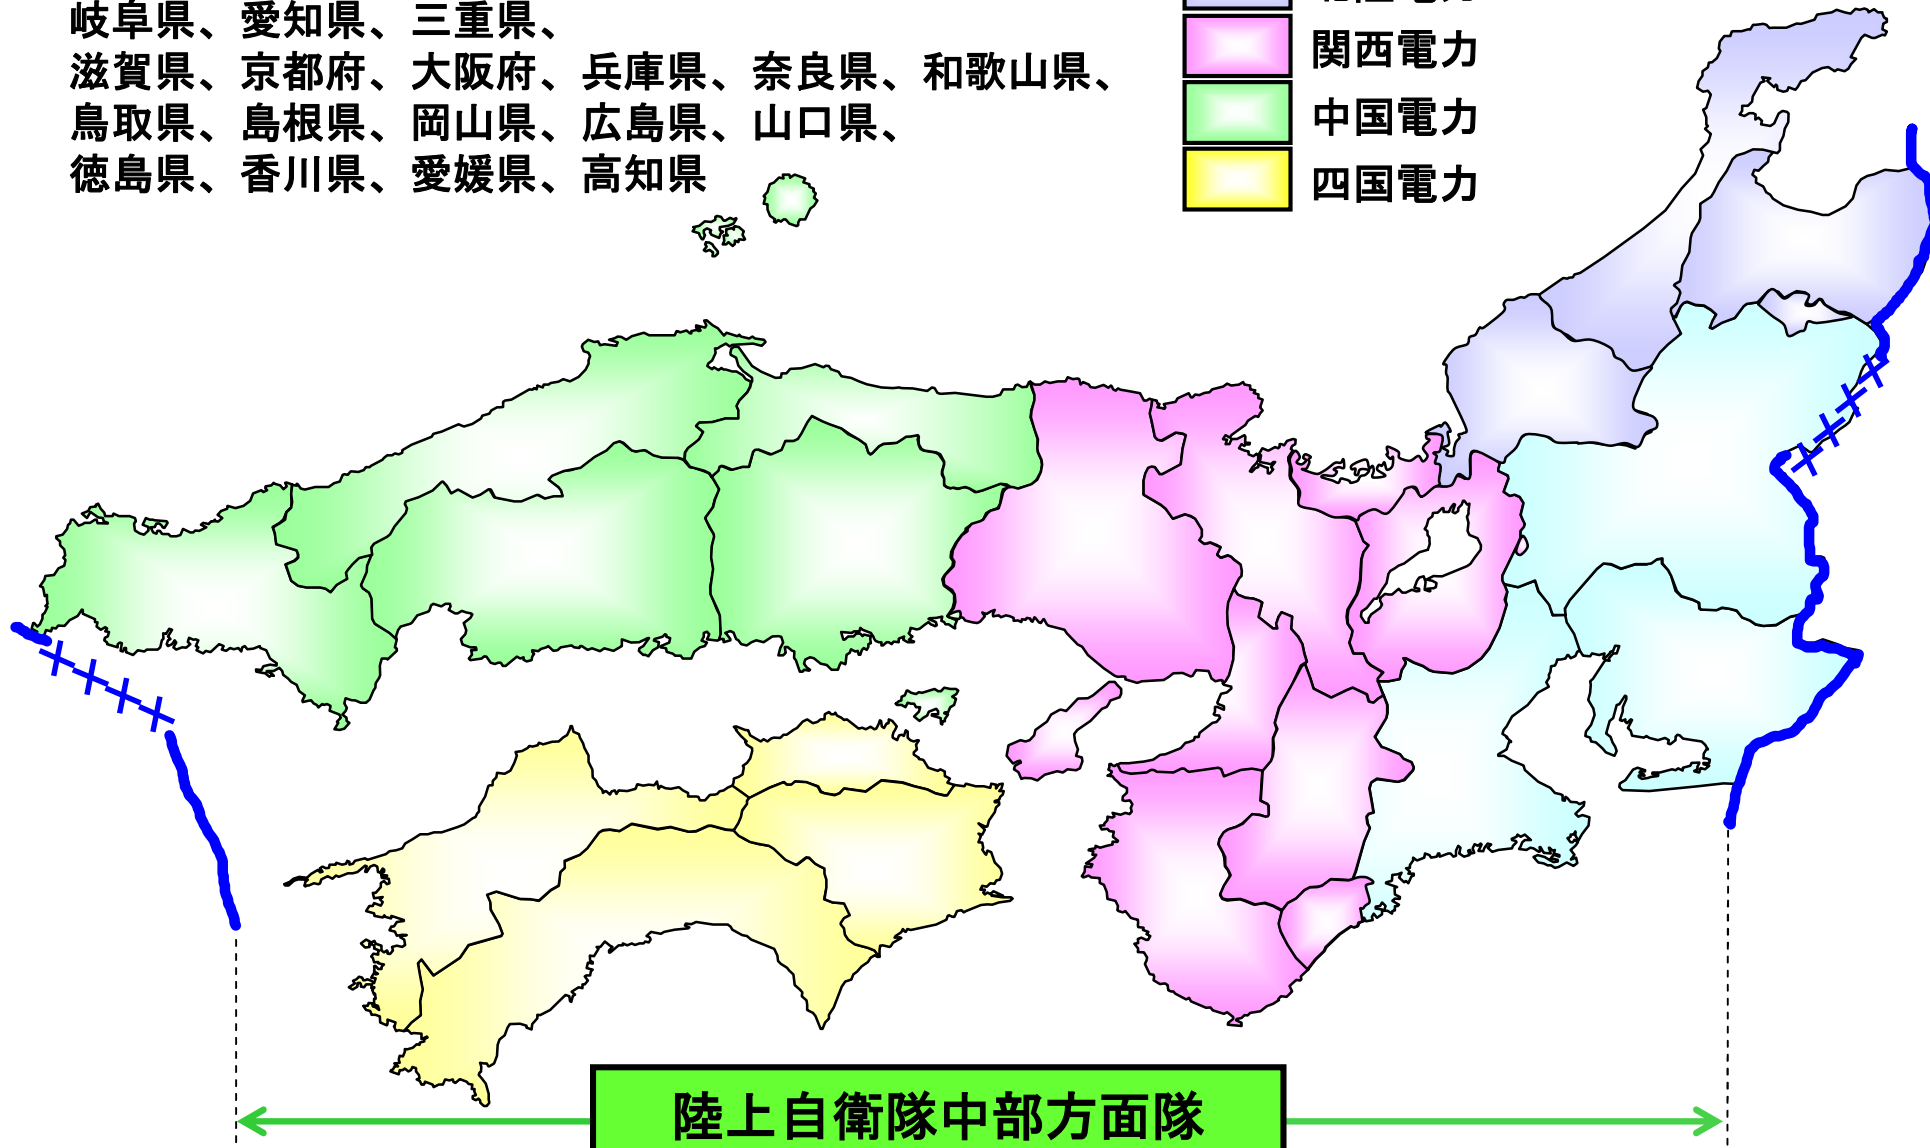 岐阜県、愛知県、三重県、
滋賀県、京都府、大阪府、兵庫県、奈良県、和歌山県、
鳥取県、島根県、岡山県、広島県、山口県、
徳島県、香川県、愛媛県、高知県
北陸電力
関西電力
中国電力
四国電力
陸上自衛隊中部方面隊